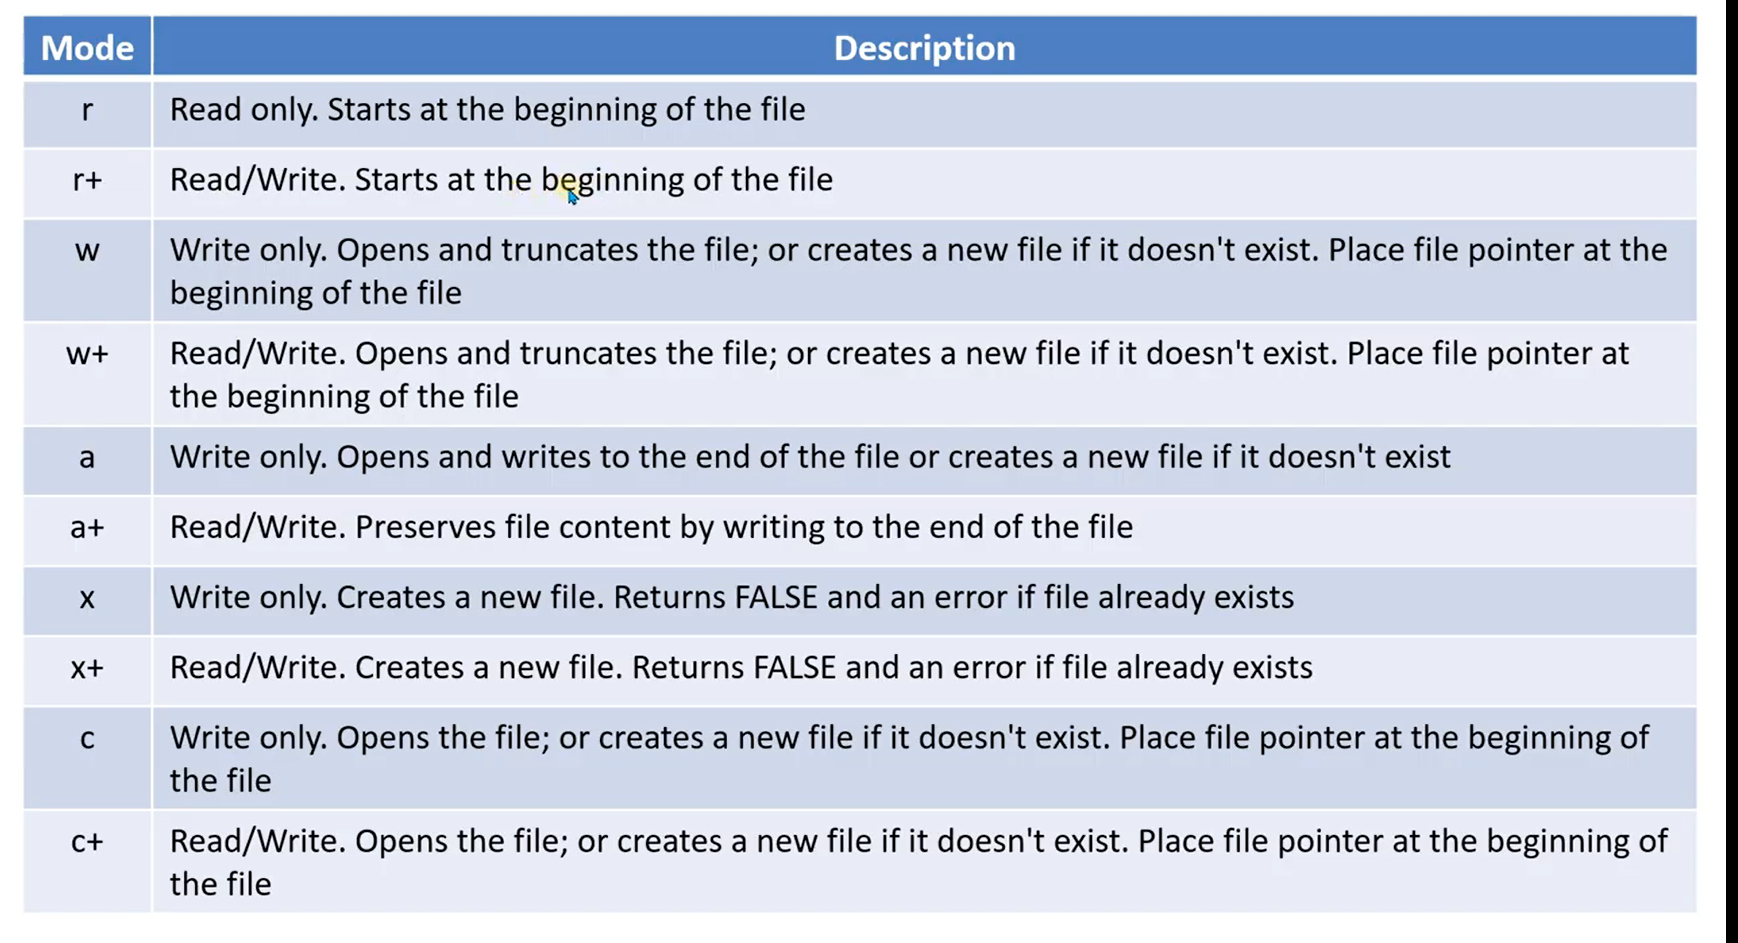 Mode Description
r Read only. Starts at the beginning of the file
r+ Read/Write. Starts at the beginning of the file
w Write only. Opens and truncates the file; or creates a new file if it doesn't exist. Place file pointer at the
beginning of the file
w+ Read/Write. Opens and truncates the file; or creates a new file if it doesn't exist. Place file pointer at
the beginning of the file
a Write only. Opens and writes to the end of the file or creates a new file if it doesn't exist
a+ Read/Write. Preserves file content by writing to the end of the file
x Write only. Creates a new file. Returns FALSE and an error if file already exists
x+ Read/Write. Creates a new file. Returns FALSE and an error if file already exists
c Write only. Opens the file; or creates a new file if it doesn't exist. Place file pointer at the beginning of
the file
c+ Read/Write. Opens the file; or creates a new file if it doesn't exist. Place file pointer at the beginning of
the file